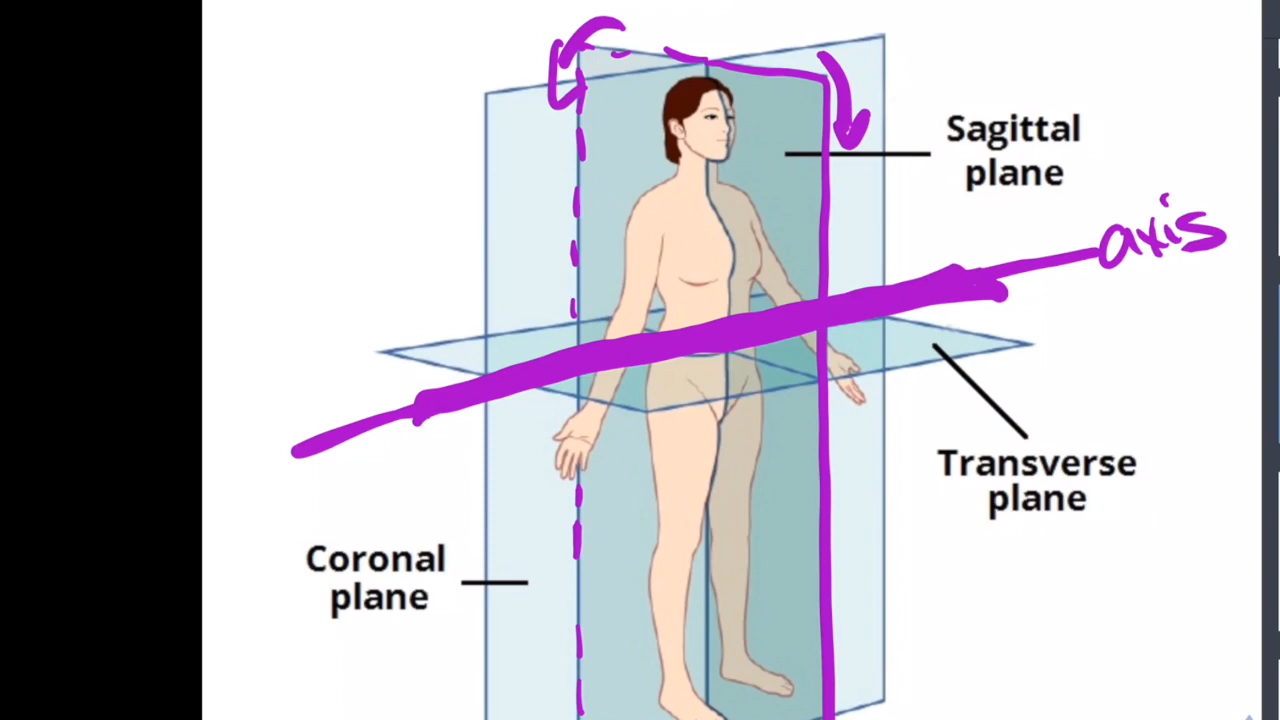 Sagittal
plane
axis
Transverse
plane
Coronal
plane